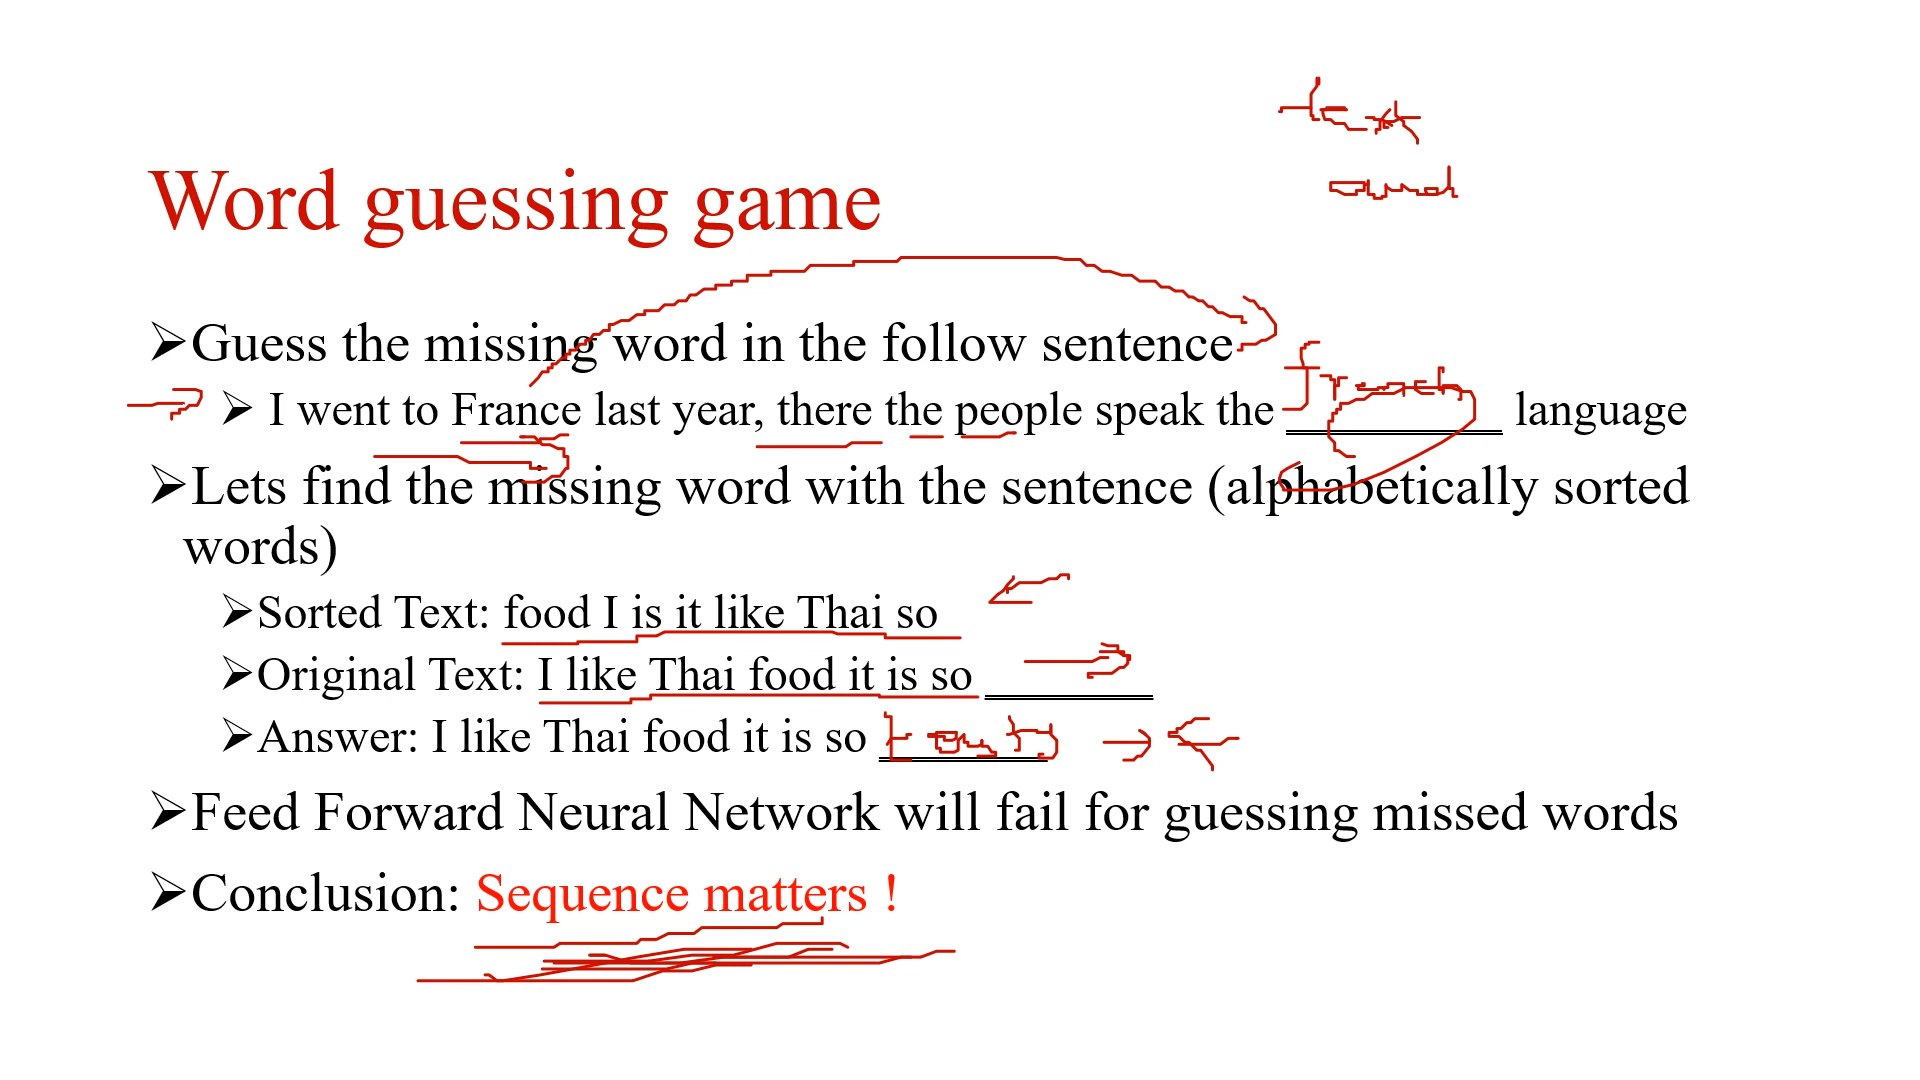 text
Word guessing game
➢Guess the missing word in the follow sentence
➢ I went to France last year, there the people speak the French language
➢Lets find the missing word with the sentence (alphabetically sorted
words)
➢Sorted Text: food I is it like Thai so
➢Original Text: I like Thai food it is so ________
➢Answer: I like Thai food it is so
➢Feed Forward Neural Network will fail for guessing missed words
➢Conclusion: Sequence matters !